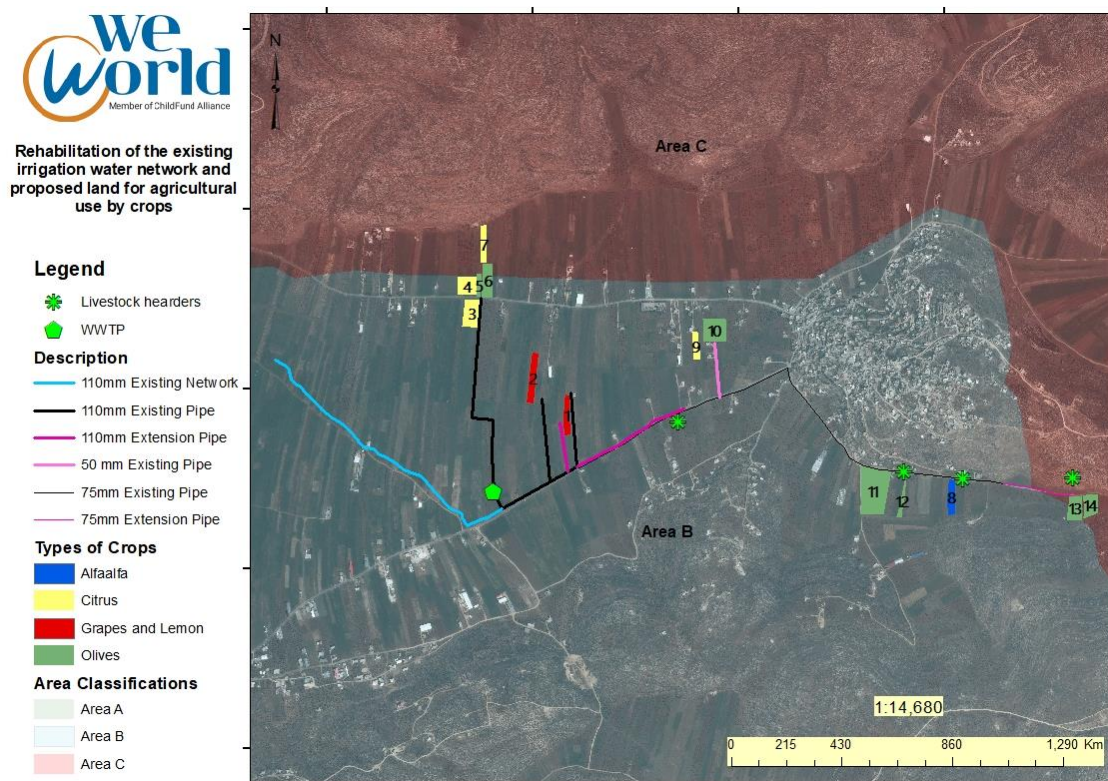 we
world
Member of ChildFund Alliance
Rehabilitation of the existing
irrigation water network and
proposed land for agricultural
use by crops
Legend
Livestock hearders
WWTP
Description
110mm Existing Network
110mm Existing Pipe
110mm Extension Pipe
50 mm Existing Pipe
75mm Existing Pipe
75mm Extension Pipe
Types of Crops
Alfaalfa
Citrus
Grapes and Lemon
Olives
Area Classifications
Area A
Area B
Area C
N
Area C
7
4 5 6
3
10
9
2
1
11 12 8 13 14
Area B
1:14,680
0 215 430 860 1,290 Km